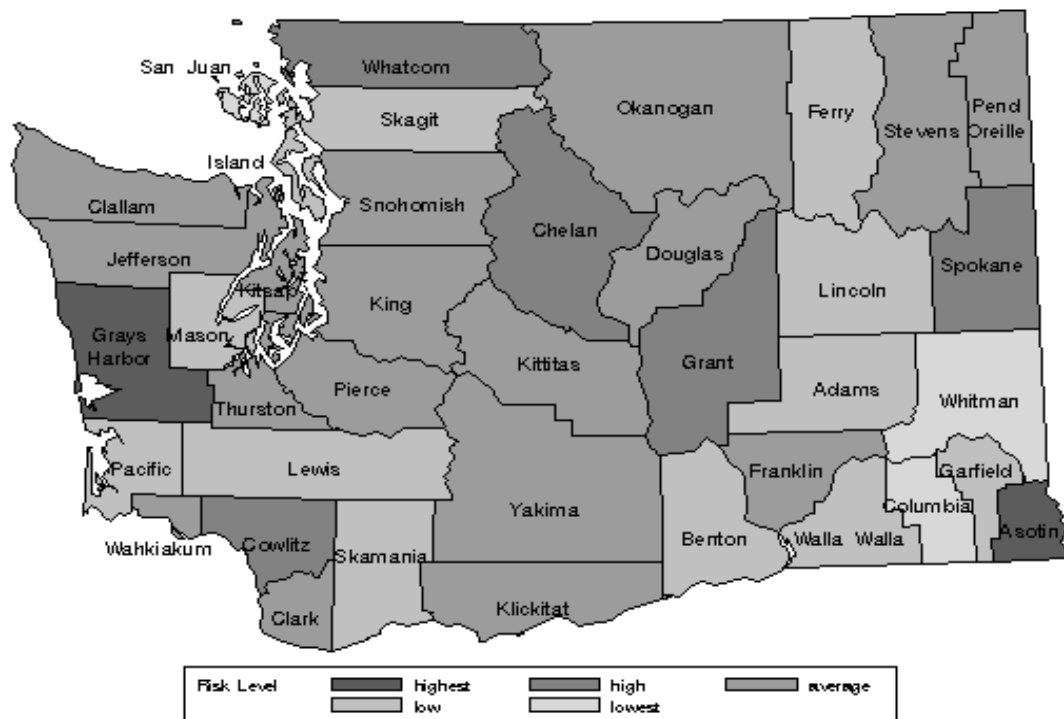 Whatcom
San Juan
Skagit
Okanogan
Ferry
Stevens
Pend
Oreille
Island
Clallam
Snohomish
Chelan
Douglas
Jefferson
Spokane
Kitsap
King
Lincoln
Mason
Grays
Harbor
Kittitas
Grant
Pierce
Adams
Thurston
Whitman
Pacific
Lewis
Franklin
Garfield
Columbia
Yakima
Asotin
Wahkiakum
Cowlitz
Skamania
Benton
Walla Walla
Clark
Klickitat
Risk Level highest high average
low lowest